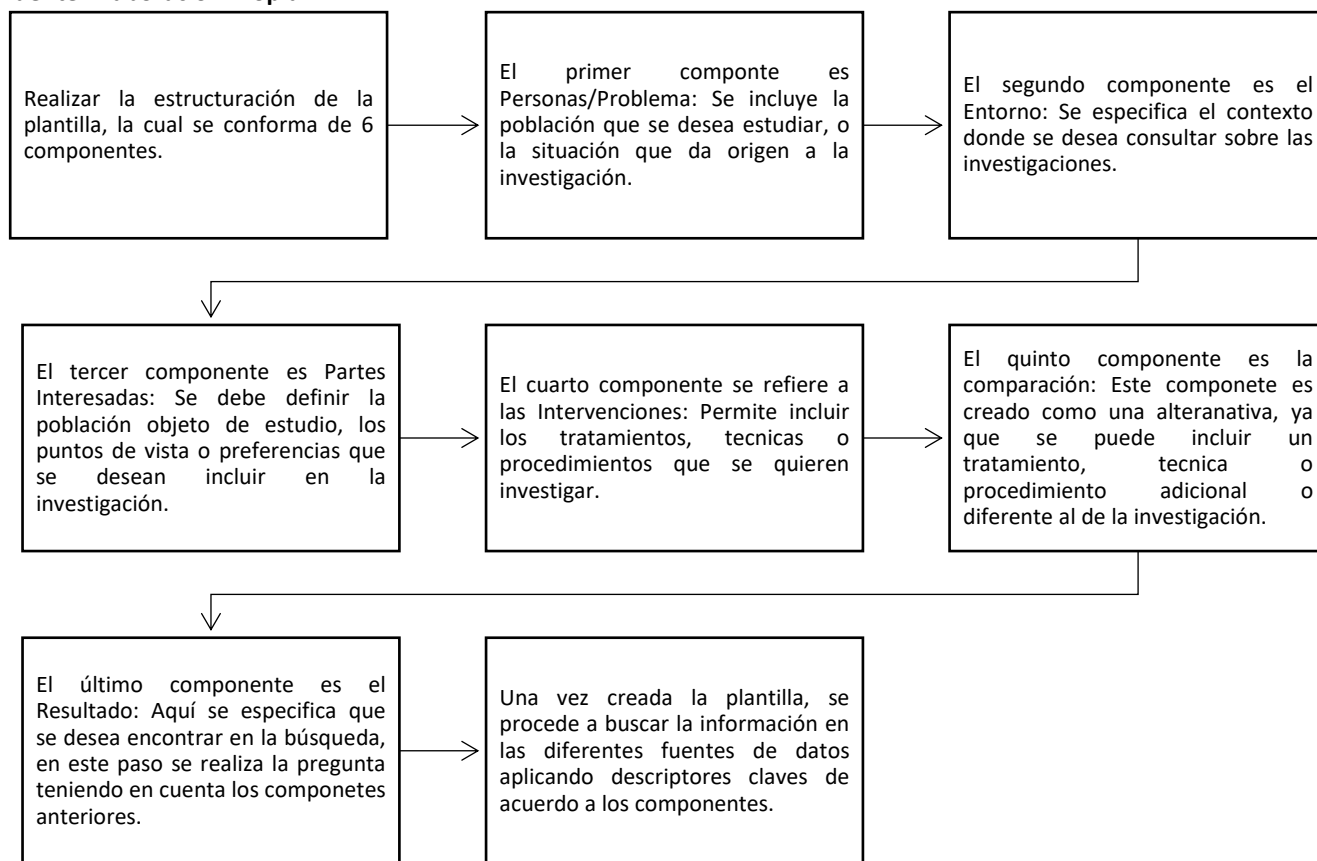 Realizar la estructuración de la
plantilla, la cual se conforma de 6
componentes.
El primer componte es
Personas/Problema: Se incluye la
población que se desea estudiar, o
la situación que da origen a la
investigación.
El segundo componente es el
Entorno: Se especifica el contexto
donde se desea consultar sobre las
investigaciones.
El tercer componente es Partes
Interesadas: Se debe definir la
población objeto de estudio, los
puntos de vista o preferencias que
se desean incluir en la
investigación.
El cuarto componente se refiere a
las Intervenciones: Permite incluir
los tratamientos, tecnicas o
procedimientos que se quieren
investigar.
El quinto componente es la
comparación: Este componete es
creado como una alteranativa, ya
que se puede incluir un
tratamiento, tecnica o
procedimiento adicional o
diferente al de la investigación.
El último componente es el
Resultado: Aquí se especifica que
se desea encontrar en la búsqueda,
en este paso se realiza la pregunta
teniendo en cuenta los componetes
anteriores.
Una vez creada la plantilla, se
procede a buscar la información en
las diferentes fuentes de datos
aplicando descriptores claves de
acuerdo a los componentes.